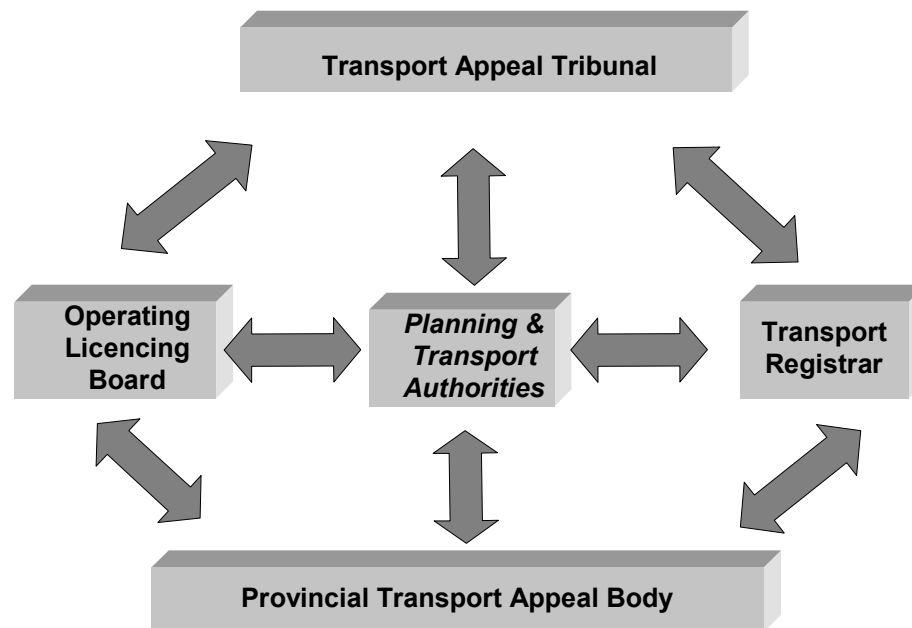 Transport Appeal Tribunal
Operating
Licencing
Board
Planning &
Transport
Authorities
Transport
Registrar
Provincial Transport Appeal Body